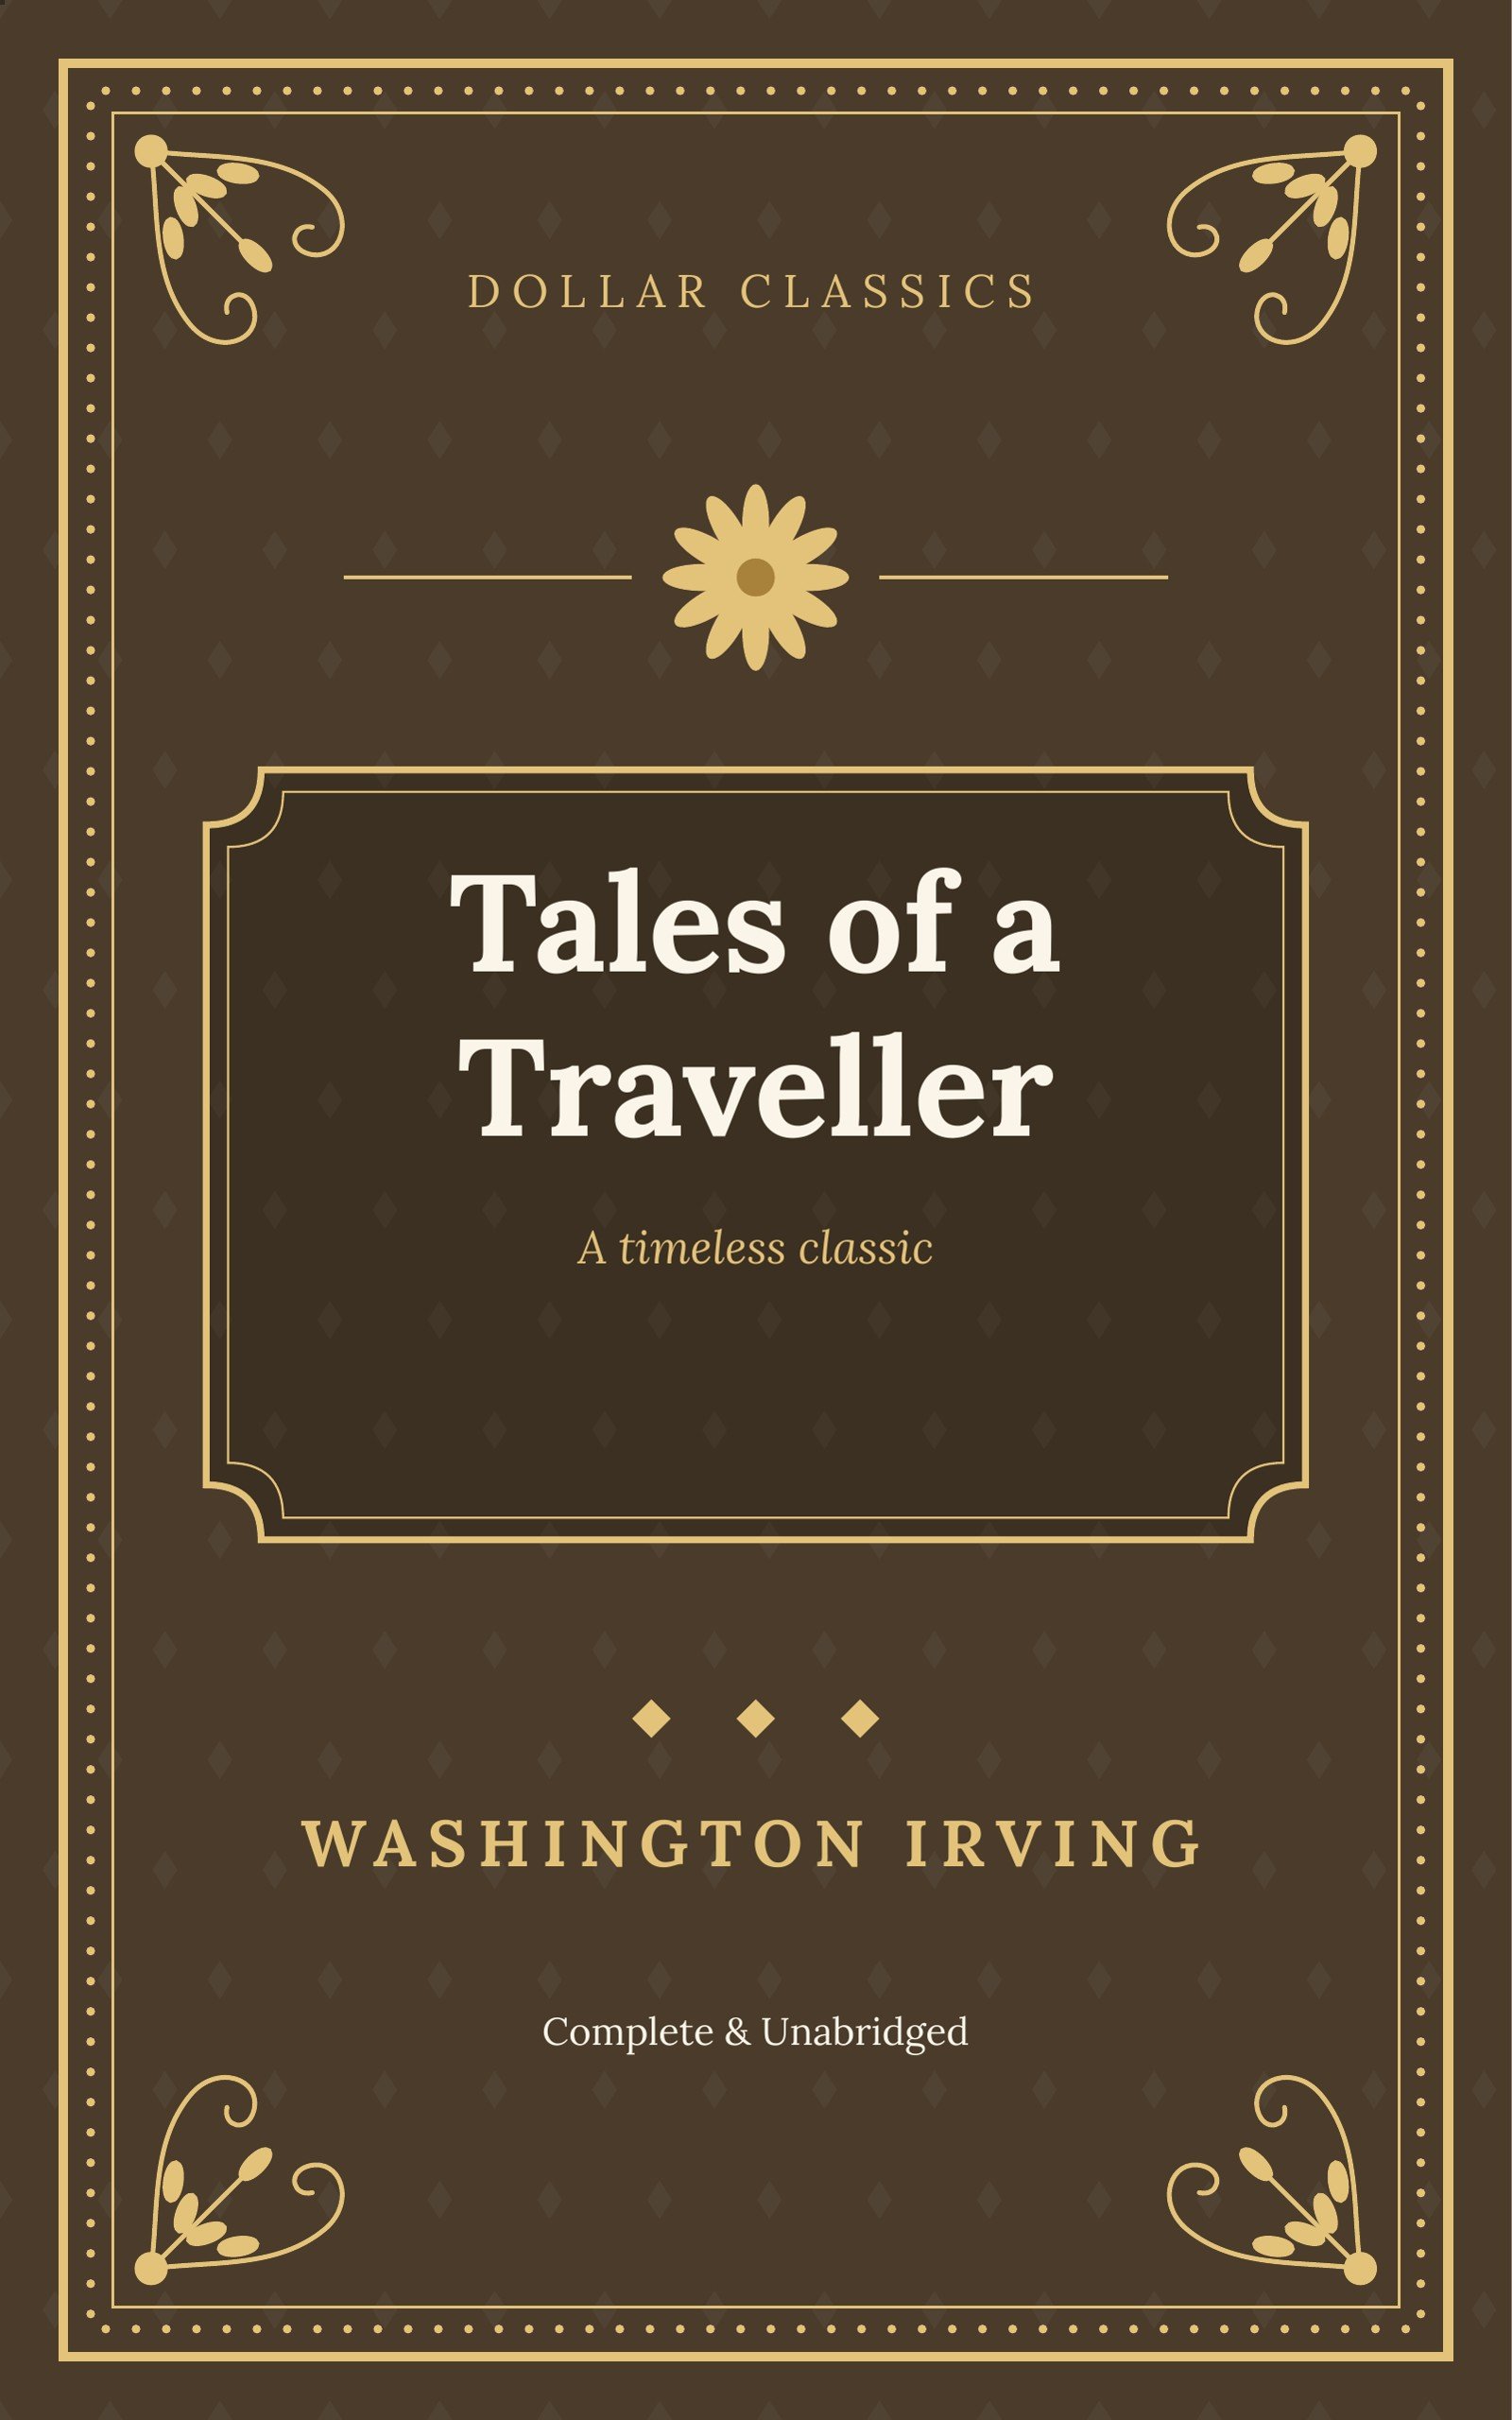 DOLLAR CLASSICS
Tales of a
Traveller
A timeless classic
WASHINGTON IRVING
Complete & Unabridged